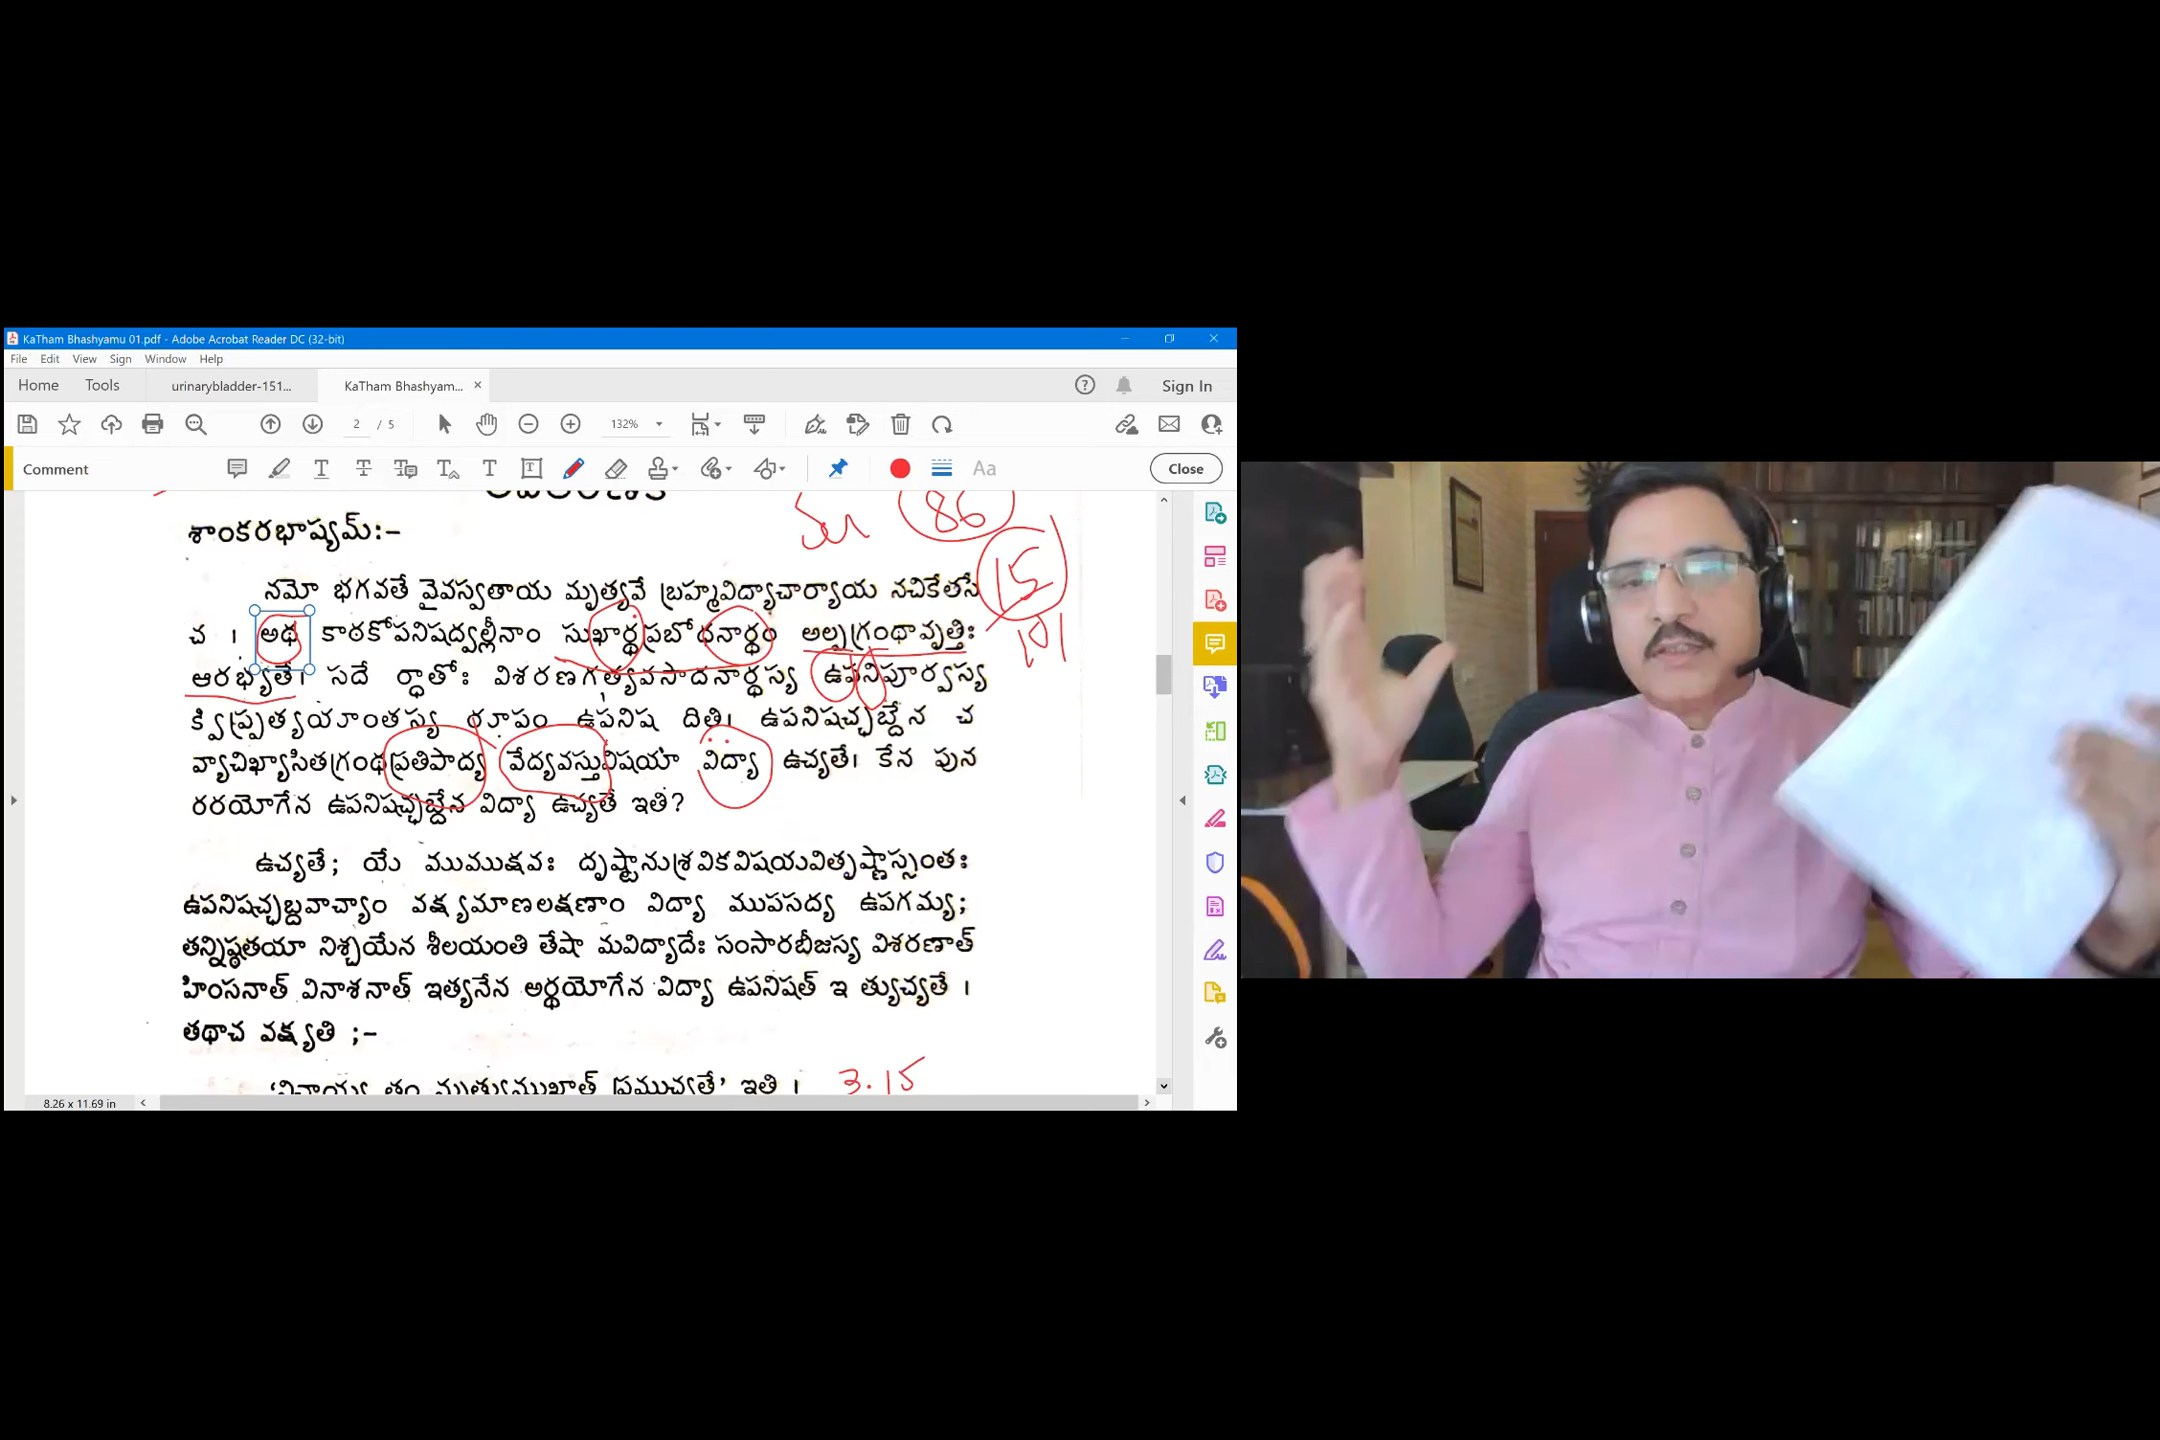 KaTham Bhashyamu 01.pdf - Adobe Acrobat Reader DC (32-bit)
File Edit View Sign Window Help
Home Tools urinarybladder-151... KaTham Bhashyam... × Sign In
2 / 5 132%
Comment Aa Close
86
శాంకరభాష్యమ్:–
15
నమో భగవతే వైవస్వతాయ మృత్యవే బ్రహ్మవిద్యాచార్యాయ నచికేతసే
చ । అథ కాఠకోపనిషద్వల్లీనాం సుఖార్థప్రబోధనార్థం అల్పగ్రంథావృత్తిః
101
ఆరభ్యతే। సదే ర్ధాతోః విశరణగత్యవసాదనార్థస్య ఉపనిపూర్వస్య
క్విప్ప్రత్యయాంతస్య రూపం ఉపనిష దితి। ఉపనిషచ్ఛబ్దేన చ
వ్యాచిఖ్యాసితగ్రంథప్రతిపాద్య వేద్యవస్తువిషయా విద్యా ఉచ్యతే। కేన పున
రరయోగేన ఉపనిషచ్ఛబ్దేన విద్యా ఉచ్యతే ఇతి?
ఉచ్యతే; యే ముముక్షవః దృష్టానుశ్రవికవిషయవితృష్ణాస్సంతః
ఉపనిషచ్ఛబ్దవాచ్యాం వక్ష్యమాణలక్షణాం విద్యా ముపసద్య ఉపగమ్య;
తన్నిష్ఠతయా నిశ్చయేన శీలయంతి తేషా మవిద్యాదేః సంసారబీజస్య విశరణాత్
హింసనాత్ వినాశనాత్ ఇత్యనేన అర్థయోగేన విద్యా ఉపనిషత్ ఇ త్యుచ్యతే ।
తథాచ వక్ష్యతి ;–
‘నిచాయ్య తం మృత్యుముఖాత్ ప్రముచ్యతే’ ఇతి । 3.15
8.26 x 11.69 in